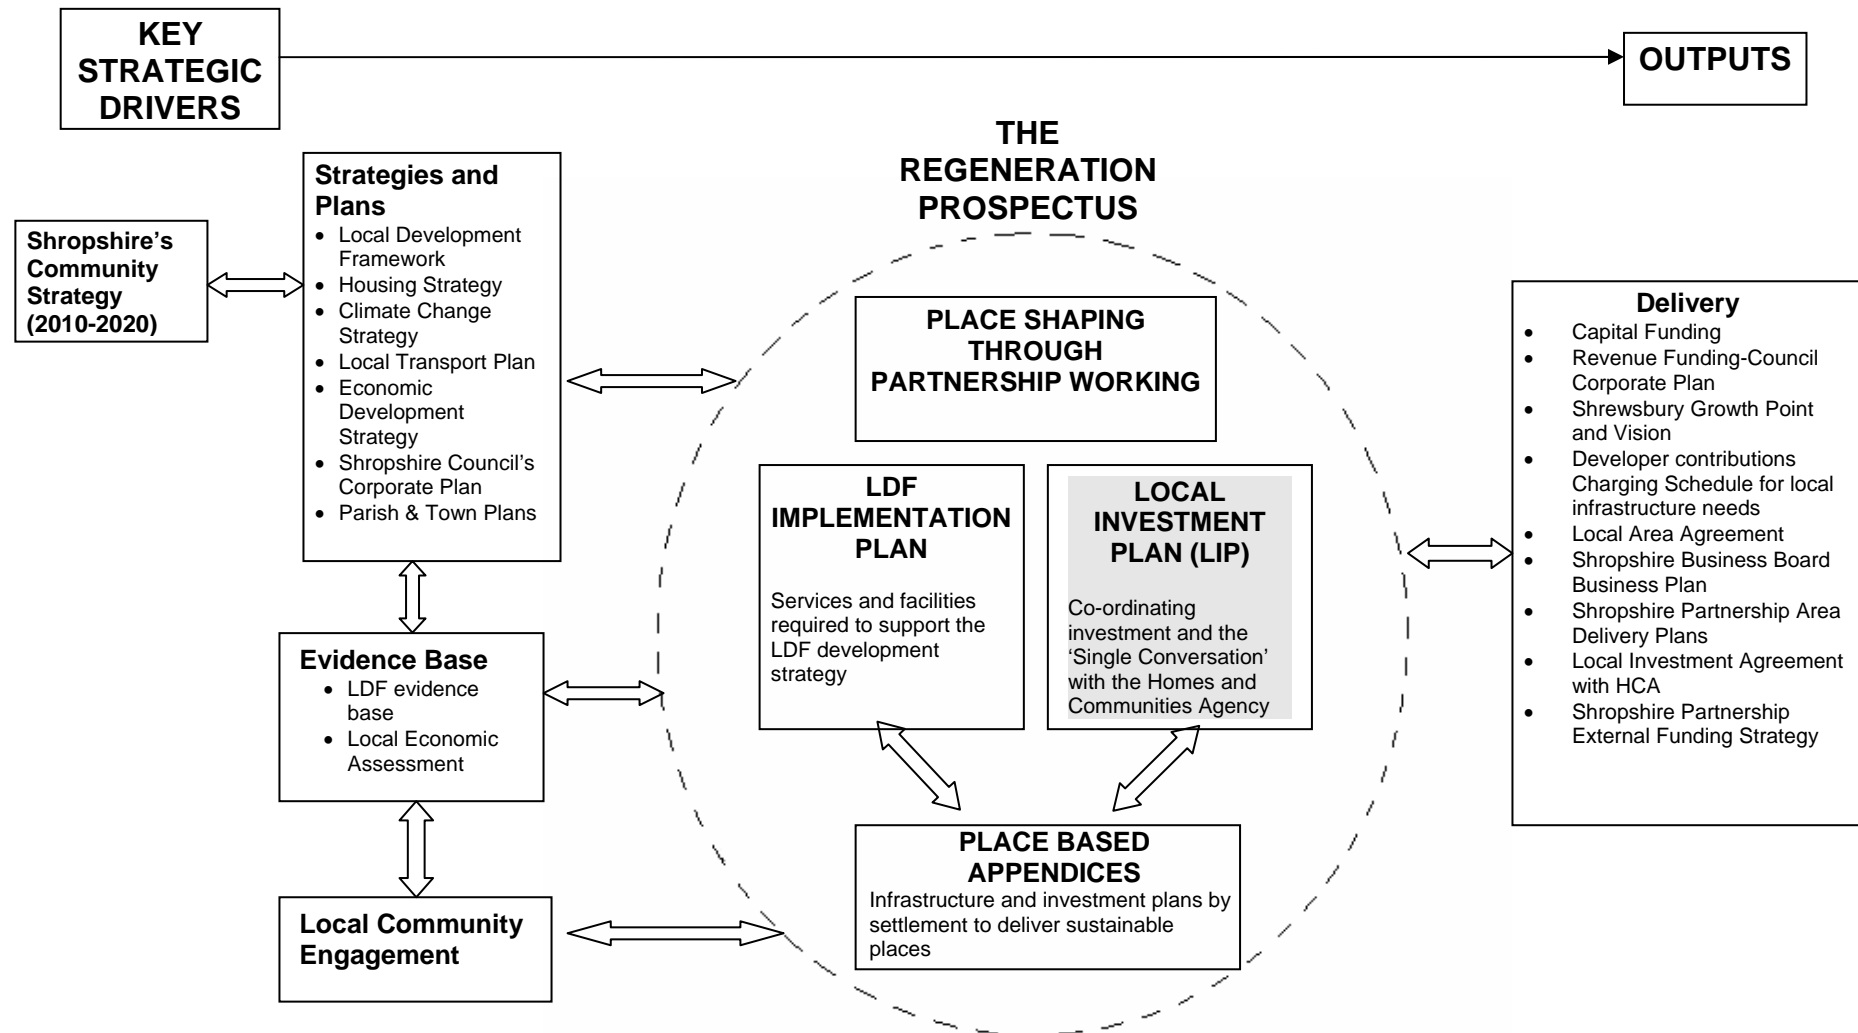 KEY
STRATEGIC
DRIVERS
OUTPUTS
THE
REGENERATION
PROSPECTUS
Shropshire’s
Community
Strategy
(2010-2020)
Strategies and
Plans
• Local Development
Framework
• Housing Strategy
• Climate Change
Strategy
• Local Transport Plan
• Economic
Development
Strategy
• Shropshire Council’s
Corporate Plan
• Parish & Town Plans
Evidence Base
• LDF evidence
base
• Local Economic
Assessment
Local Community
Engagement
PLACE SHAPING
THROUGH
PARTNERSHIP WORKING
LDF
IMPLEMENTATION
PLAN
Services and facilities
required to support the
LDF development
strategy
LOCAL
INVESTMENT
PLAN (LIP)
Co-ordinating
investment and the
‘Single Conversation’
with the Homes and
Communities Agency
PLACE BASED
APPENDICES
Infrastructure and investment plans by
settlement to deliver sustainable
places
Delivery
• Capital Funding
• Revenue Funding-Council
Corporate Plan
• Shrewsbury Growth Point
and Vision
• Developer contributions
Charging Schedule for local
infrastructure needs
• Local Area Agreement
• Shropshire Business Board
Business Plan
• Shropshire Partnership Area
Delivery Plans
• Local Investment Agreement
with HCA
• Shropshire Partnership
External Funding Strategy